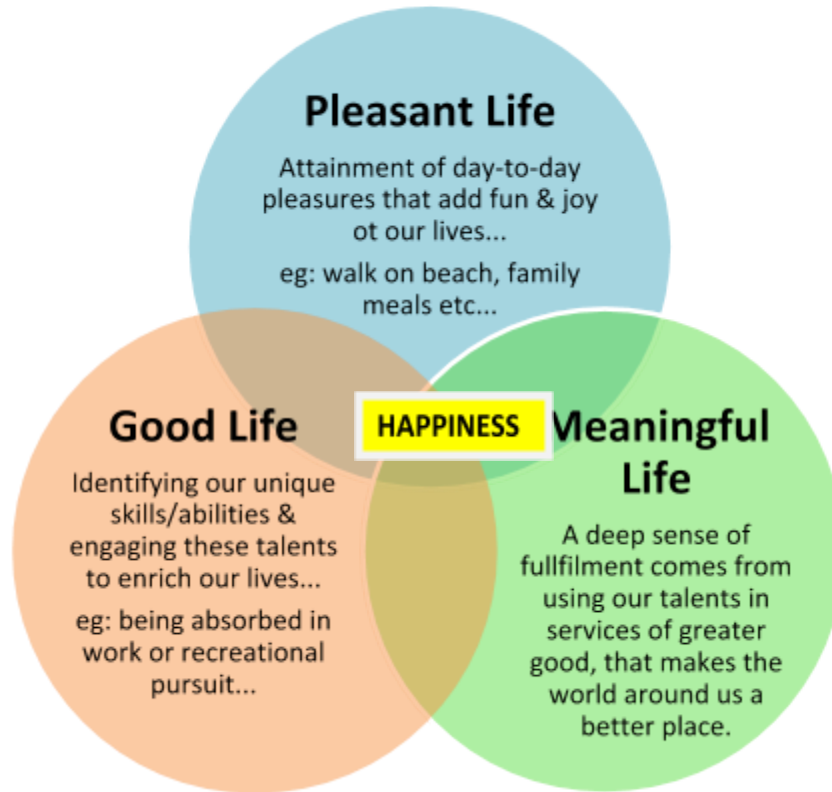 Pleasant Life
Attainment of day-to-day
pleasures that add fun & joy
ot our lives...
eg: walk on beach, family
meals etc...
Good Life
Identifying our unique
skills/abilities &
engaging these talents
to enrich our lives...
eg: being absorbed in
work or recreational
pursuit...
HAPPINESS
Meaningful
Life
A deep sense of
fullfilment comes from
using our talents in
services of greater
good, that makes the
world around us a
better place.